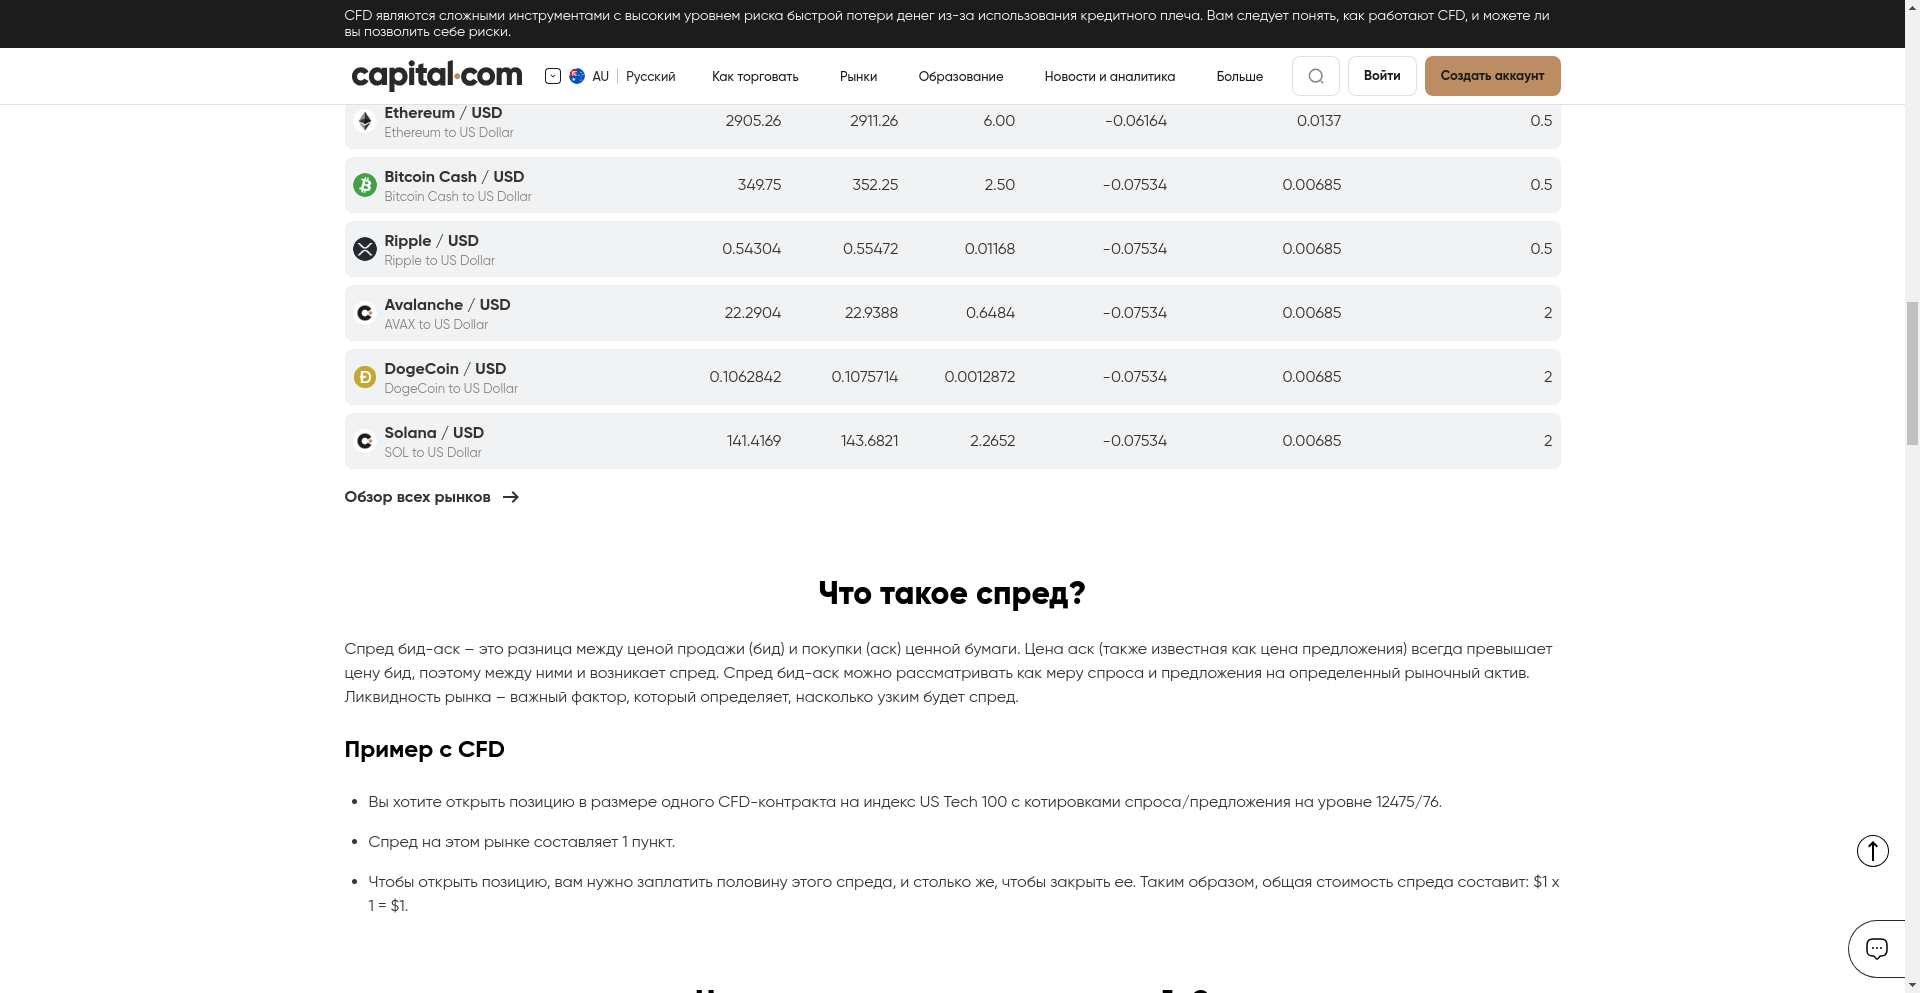 CFD являются сложными инструментами с высоким уровнем риска быстрой потери денег из-за использования кредитного плеча. Вам следует понять, как работают CFD, и можете ли
вы позволить себе риски.
capital.com AU Русский Как торговать Рынки Образование Новости и аналитика Больше Войти Создать аккаунт
Ethereum / USD 2905.26 2911.26 6.00 -0.06164 0.0137 0.5
Ethereum to US Dollar
Bitcoin Cash / USD 349.75 352.25 2.50 -0.07534 0.00685 0.5
Bitcoin Cash to US Dollar
Ripple / USD 0.54304 0.55472 0.01168 -0.07534 0.00685 0.5
Ripple to US Dollar
Avalanche / USD 22.2904 22.9388 0.6484 -0.07534 0.00685 2
AVAX to US Dollar
DogeCoin / USD 0.1062842 0.1075714 0.0012872 -0.07534 0.00685 2
DogeCoin to US Dollar
Solana / USD 141.4169 143.6821 2.2652 -0.07534 0.00685 2
SOL to US Dollar
Обзор всех рынков
Что такое спред?
Спред бид-аск – это разница между ценой продажи (бид) и покупки (аск) ценной бумаги. Цена аск (также известная как цена предложения) всегда превышает
цену бид, поэтому между ними и возникает спред. Спред бид-аск можно рассматривать как меру спроса и предложения на определенный рыночный актив.
Ликвидность рынка – важный фактор, который определяет, насколько узким будет спред.
Пример с CFD
• Вы хотите открыть позицию в размере одного CFD-контракта на индекс US Tech 100 с котировками спроса/предложения на уровне 12475/76.
• Спред на этом рынке составляет 1 пункт.
• Чтобы открыть позицию, вам нужно заплатить половину этого спреда, и столько же, чтобы закрыть ее. Таким образом, общая стоимость спреда составит: $1 x
1 = $1.